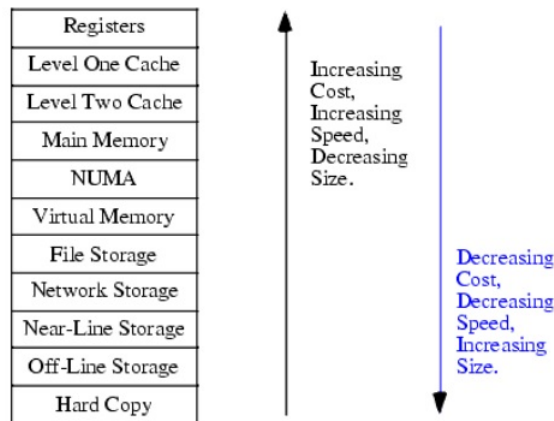 Registers
Level One Cache
Level Two Cache
Main Memory
NUMA
Virtual Memory
File Storage
Network Storage
Near-Line Storage
Off-Line Storage
Hard Copy
Increasing
Cost,
Increasing
Speed,
Decreasing
Size.
Decreasing
Cost,
Decreasing
Speed,
Increasing
Size.